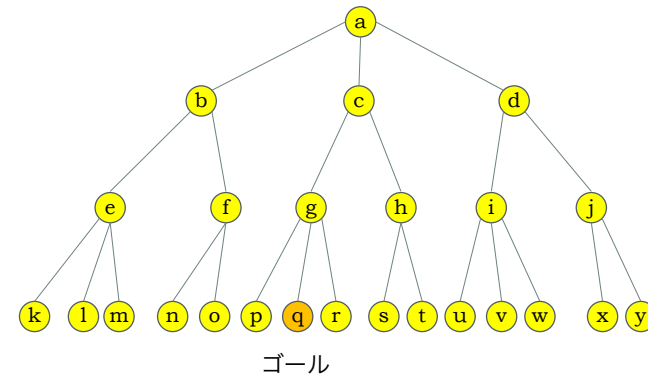 a
b c d
e f g h i j
k l m n o p q r s t u v w x y
ゴール